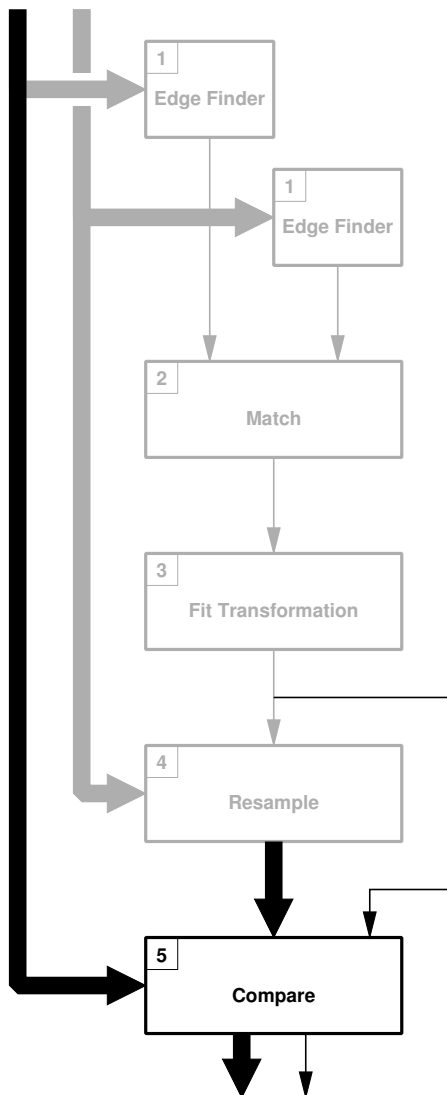 1
Edge Finder
1
Edge Finder
2
Match
3
Fit Transformation
4
Resample
5
Compare